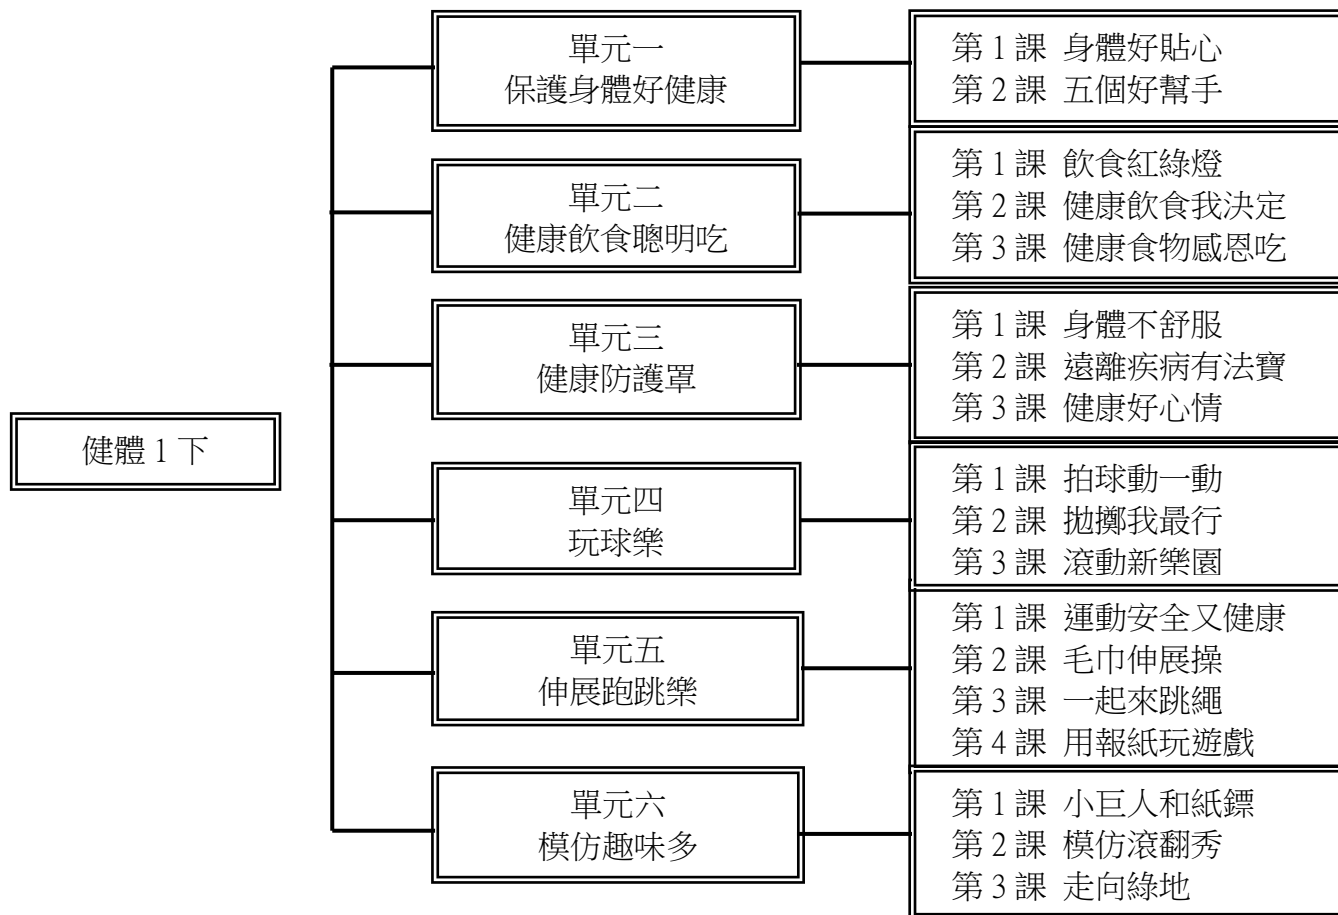 健體 1 下
單元一
保護身體好健康
第 1 課 身體好貼心
第 2 課 五個好幫手
單元二
健康飲食聰明吃
第 1 課 飲食紅綠燈
第 2 課 健康飲食我決定
第 3 課 健康食物感恩吃
單元三
健康防護罩
第 1 課 身體不舒服
第 2 課 遠離疾病有法寶
第 3 課 健康好心情
單元四
玩球樂
第 1 課 拍球動一動
第 2 課 拋擲我最行
第 3 課 滾動新樂園
單元五
伸展跑跳樂
第 1 課 運動安全又健康
第 2 課 毛巾伸展操
第 3 課 一起來跳繩
第 4 課 用報紙玩遊戲
單元六
模仿趣味多
第 1 課 小巨人和紙鏢
第 2 課 模仿滾翻秀
第 3 課 走向綠地